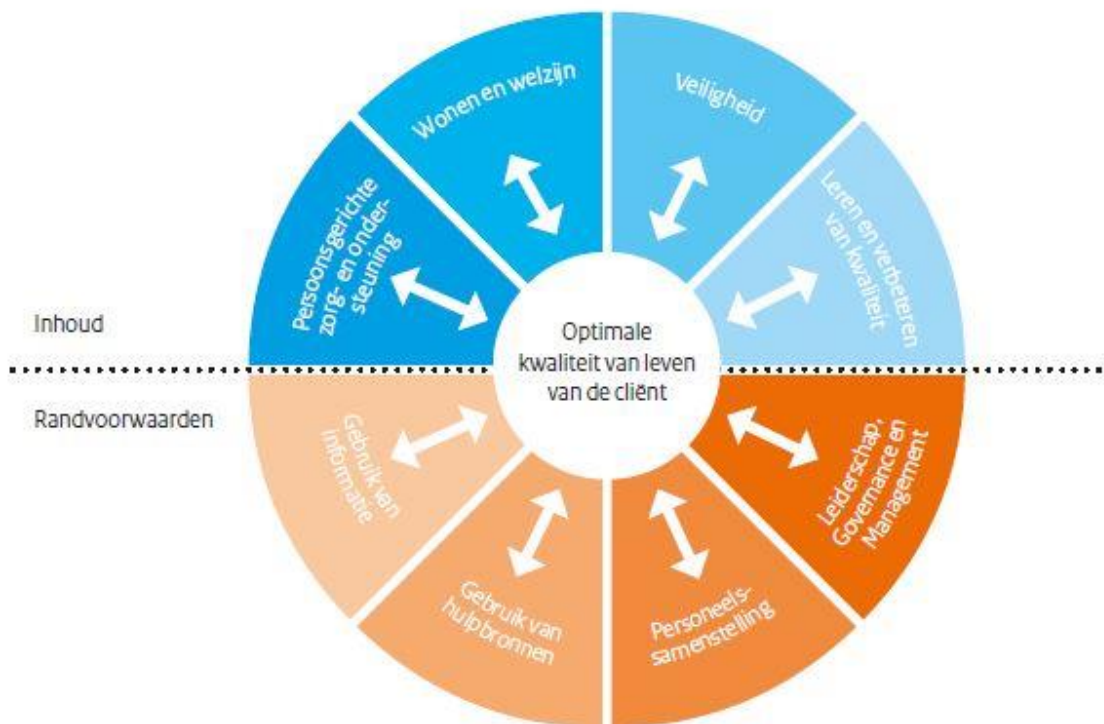 Wonen en welzijn
Veiligheid
Persoonsgerichte
zorg- en onder-
steuning
Leren en verbeteren
van kwaliteit
Inhoud
Optimale
kwaliteit van leven
van de cliënt
Randvoorwaarden
Gebruik van
informatie
Leiderschap,
Governance en
Management
Gebruik van
hulpbronnen
Personeels-
samenstelling